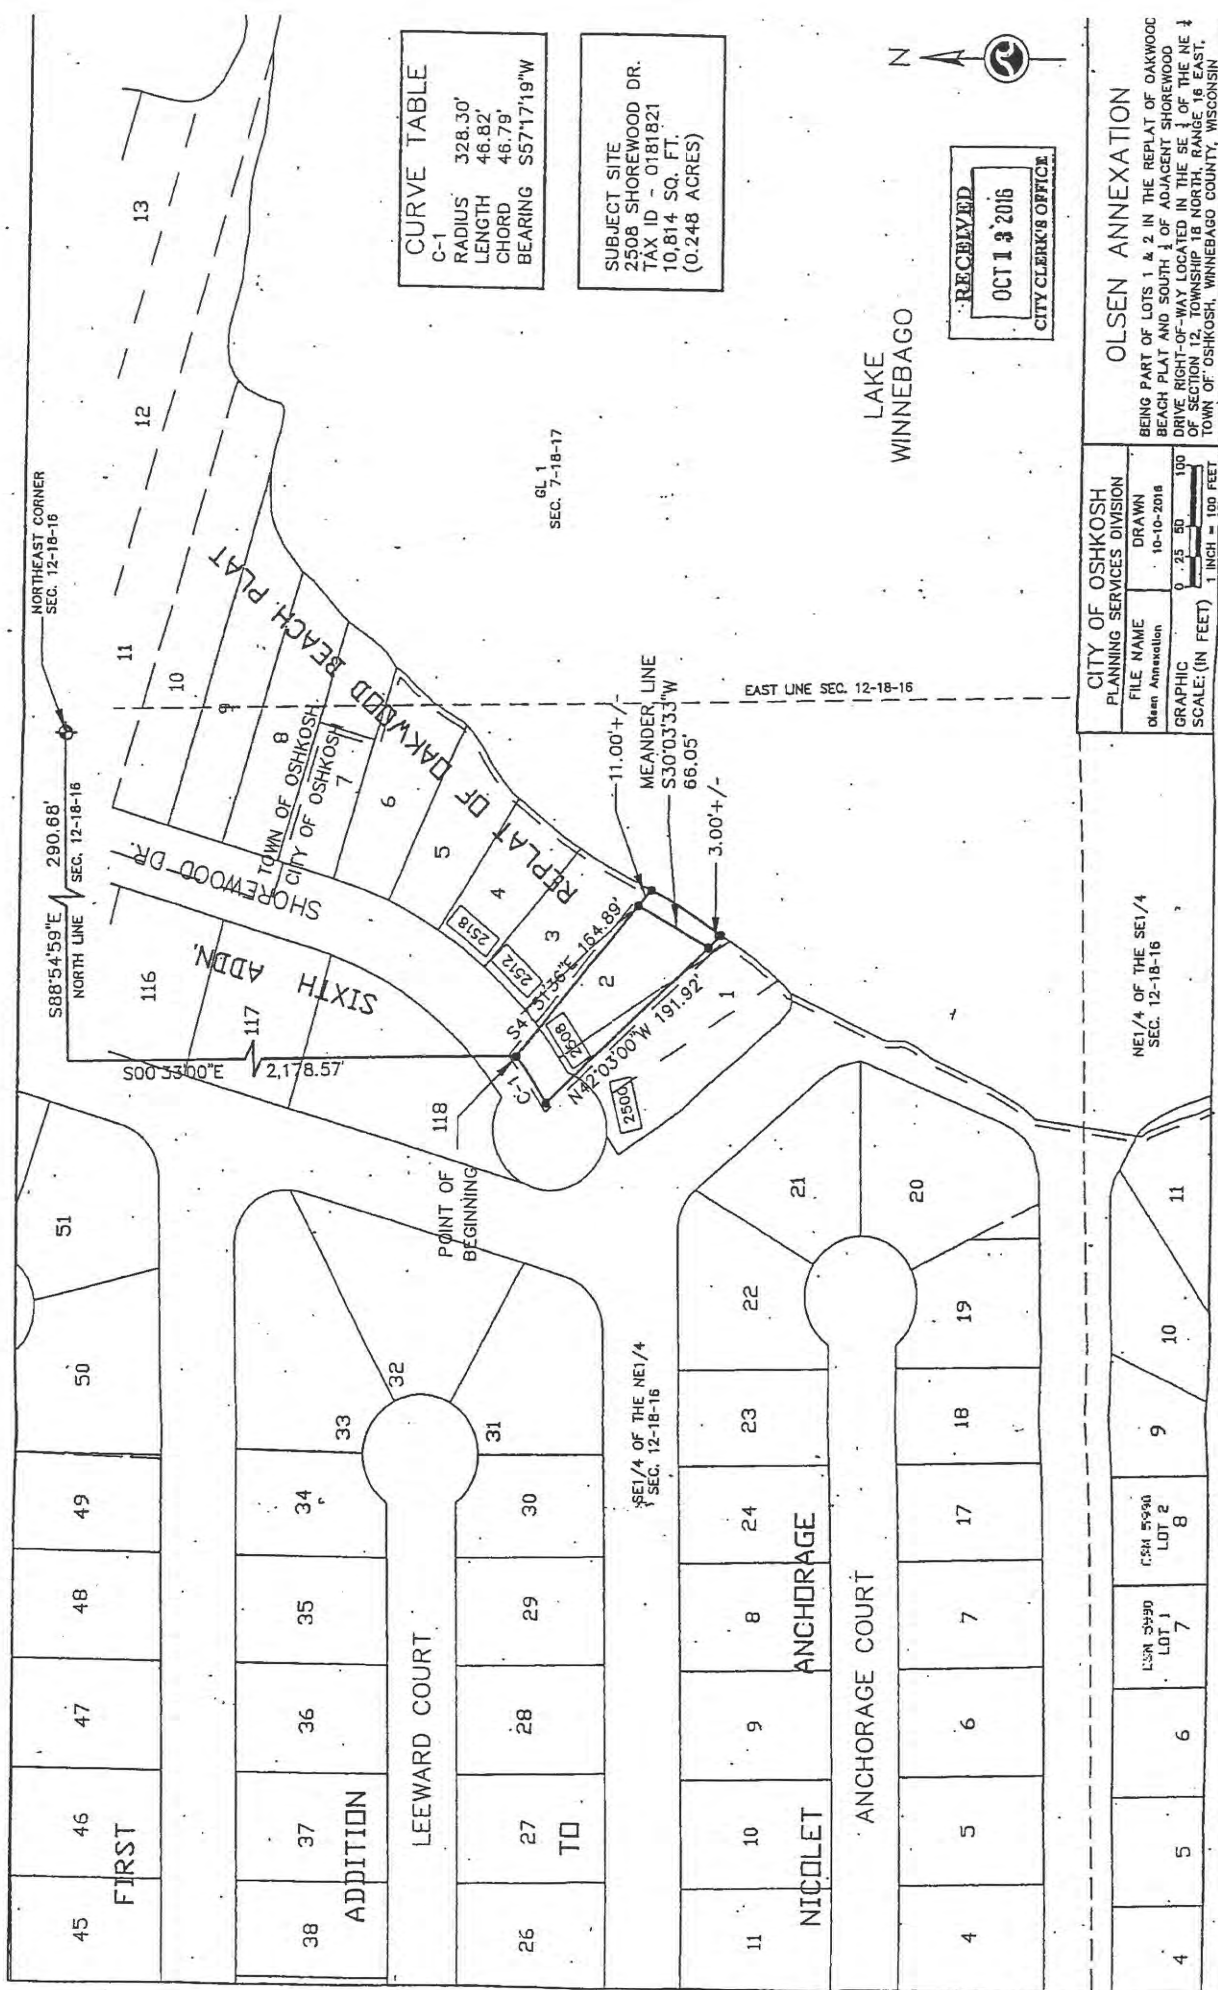 NORTHEAST CORNER
SEC. 12-18-16
S88°54'59"E 290.68'
NORTH LINE SEC. 12-18-16
S00°33'00"E 2,178.57'
CURVE TABLE
C-1
RADIUS 328.30'
LENGTH 46.82'
CHORD 46.79'
BEARING S57°17'19"W
SUBJECT SITE
2508 SHOREWOOD DR.
TAX ID - 0181821
10,814 SQ. FT.
(0.248 ACRES)
N
13
12
11
10
9
8
7
6
5
4
3
2
1
TOWN OF OSHKOSH
CITY OF OSHKOSH
REPLAT OF OAKWOOD BEACH PLAT
SHOREWOOD DR.
SIXTH ADDN.
116
117
118
2518
2512
2508
2500
POINT OF
BEGINNING
C-1
164.89'
N42°03'00"W 191.92'
11.00'+/-
MEANDER LINE
S30°03'33"W
66.05'
3.00'+/-
EAST LINE SEC. 12-18-16
GL 1
SEC. 7-18-17
LAKE
WINNEBAGO
RECEIVED
OCT 13 2016
CITY CLERK'S OFFICE
45
46
47
48
49
50
51
FIRST
38
37
36
35
34
33
32
ADDITION
LEEWARD COURT
26
27
28
29
30
31
TO
SE1/4 OF THE NE1/4
SEC. 12-18-16
11
10
9
8
24
23
22
21
NICOLET
ANCHORAGE
ANCHORAGE COURT
4
5
6
7
17
18
19
20
NE1/4 OF THE SE1/4
SEC. 12-18-16
4
5
6
CSM 5990
LOT 1
7
CSM 5990
LOT 2
8
9
10
11
CITY OF OSHKOSH
PLANNING SERVICES DIVISION
FILE NAME
Olsen Annexation
DRAWN
10-10-2016
GRAPHIC
SCALE:(IN FEET)
0 25 50 100
1 INCH = 100 FEET
OLSEN ANNEXATION
BEING PART OF LOTS 1 & 2 IN THE REPLAT OF OAKWOOD
BEACH PLAT AND SOUTH ½ OF ADJACENT SHOREWOOD
DRIVE RIGHT-OF-WAY LOCATED IN THE SE ¼ OF THE NE ¼
OF SECTION 12, TOWNSHIP 18 NORTH, RANGE 16 EAST,
TOWN OF OSHKOSH, WINNEBAGO COUNTY, WISCONSIN